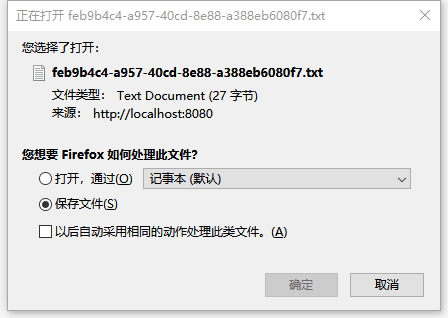 正在打开 feb9b4c4-a957-40cd-8e88-a388eb6080f7.txt
您选择了打开:
feb9b4c4-a957-40cd-8e88-a388eb6080f7.txt
文件类型: Text Document (27 字节)
来源: http://localhost:8080
您想要 Firefox 如何处理此文件?
打开，通过(O) 记事本 (默认)
保存文件(S)
以后自动采用相同的动作处理此类文件。(A)
确定 取消